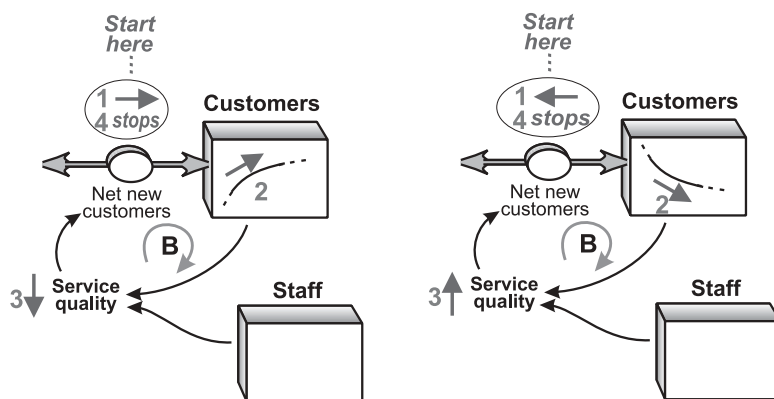 Start
here
1
4 stops
Customers
2
Net new
customers
B
3
Service
quality
Staff
Start
here
1
4 stops
Customers
2
Net new
customers
B
3
Service
quality
Staff